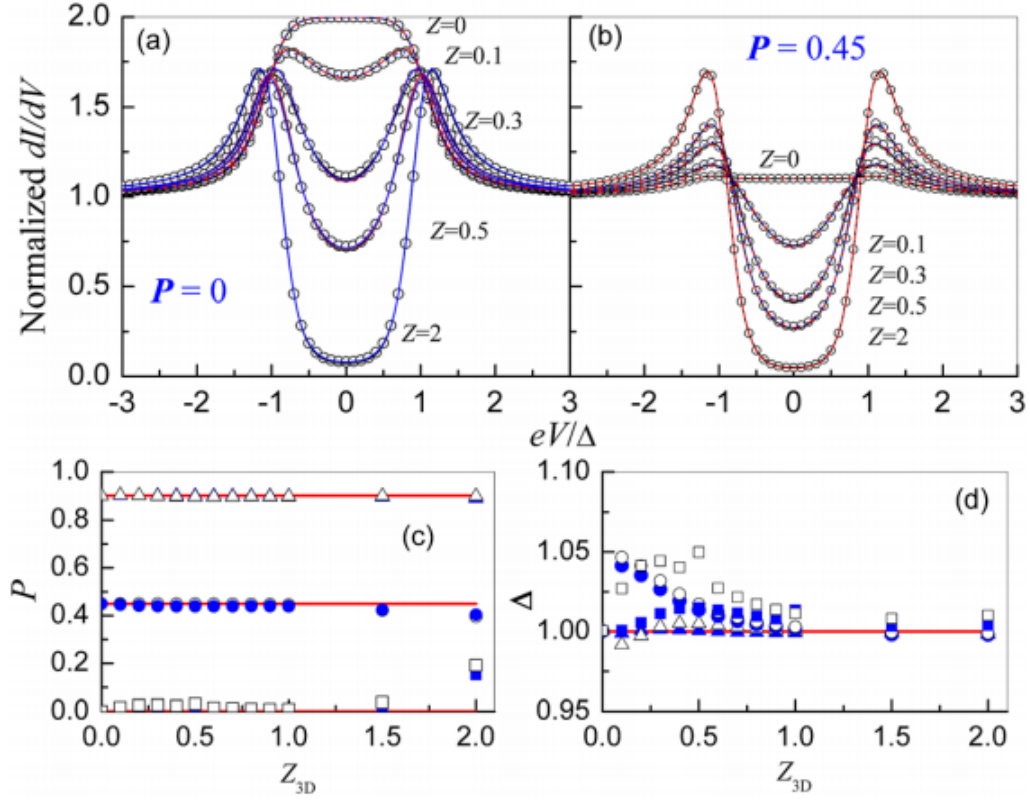 2.0
1.5
1.0
0.5
0.0
Normalized dI/dV
(a)
Z=0
Z=0.1
Z=0.3
Z=0.5
Z=2
P = 0
(b)
P = 0.45
Z=0
Z=0.1
Z=0.3
Z=0.5
Z=2
-3 -2 -1 0 1 2 -3 -2 -1 0 1 2 3
eV/Δ
1.0
0.8
0.6
0.4
0.2
0.0
P
(c)
0.0 0.5 1.0 1.5 2.0
Z3D
1.10
1.05
1.00
0.95
Δ
(d)
0.0 0.5 1.0 1.5 2.0
Z3D